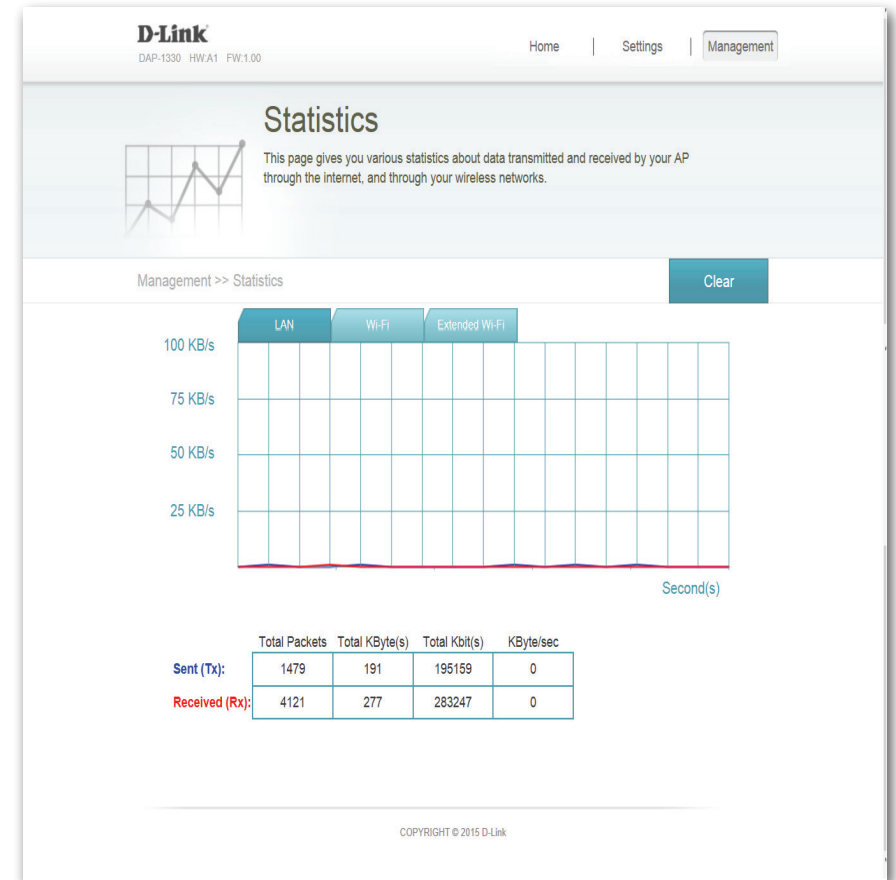 D-Link
DAP-1330 HW:A1 FW:1.00
Home | Settings | Management
Statistics
This page gives you various statistics about data transmitted and received by your AP
through the internet, and through your wireless networks.
Management >> Statistics
Clear
LAN Wi-Fi Extended Wi-Fi
100 KB/s
75 KB/s
50 KB/s
25 KB/s
Second(s)
Total Packets Total KByte(s) Total Kbit(s) KByte/sec
Sent (Tx): 1479 191 195159 0
Received (Rx): 4121 277 283247 0
COPYRIGHT © 2015 D-Link